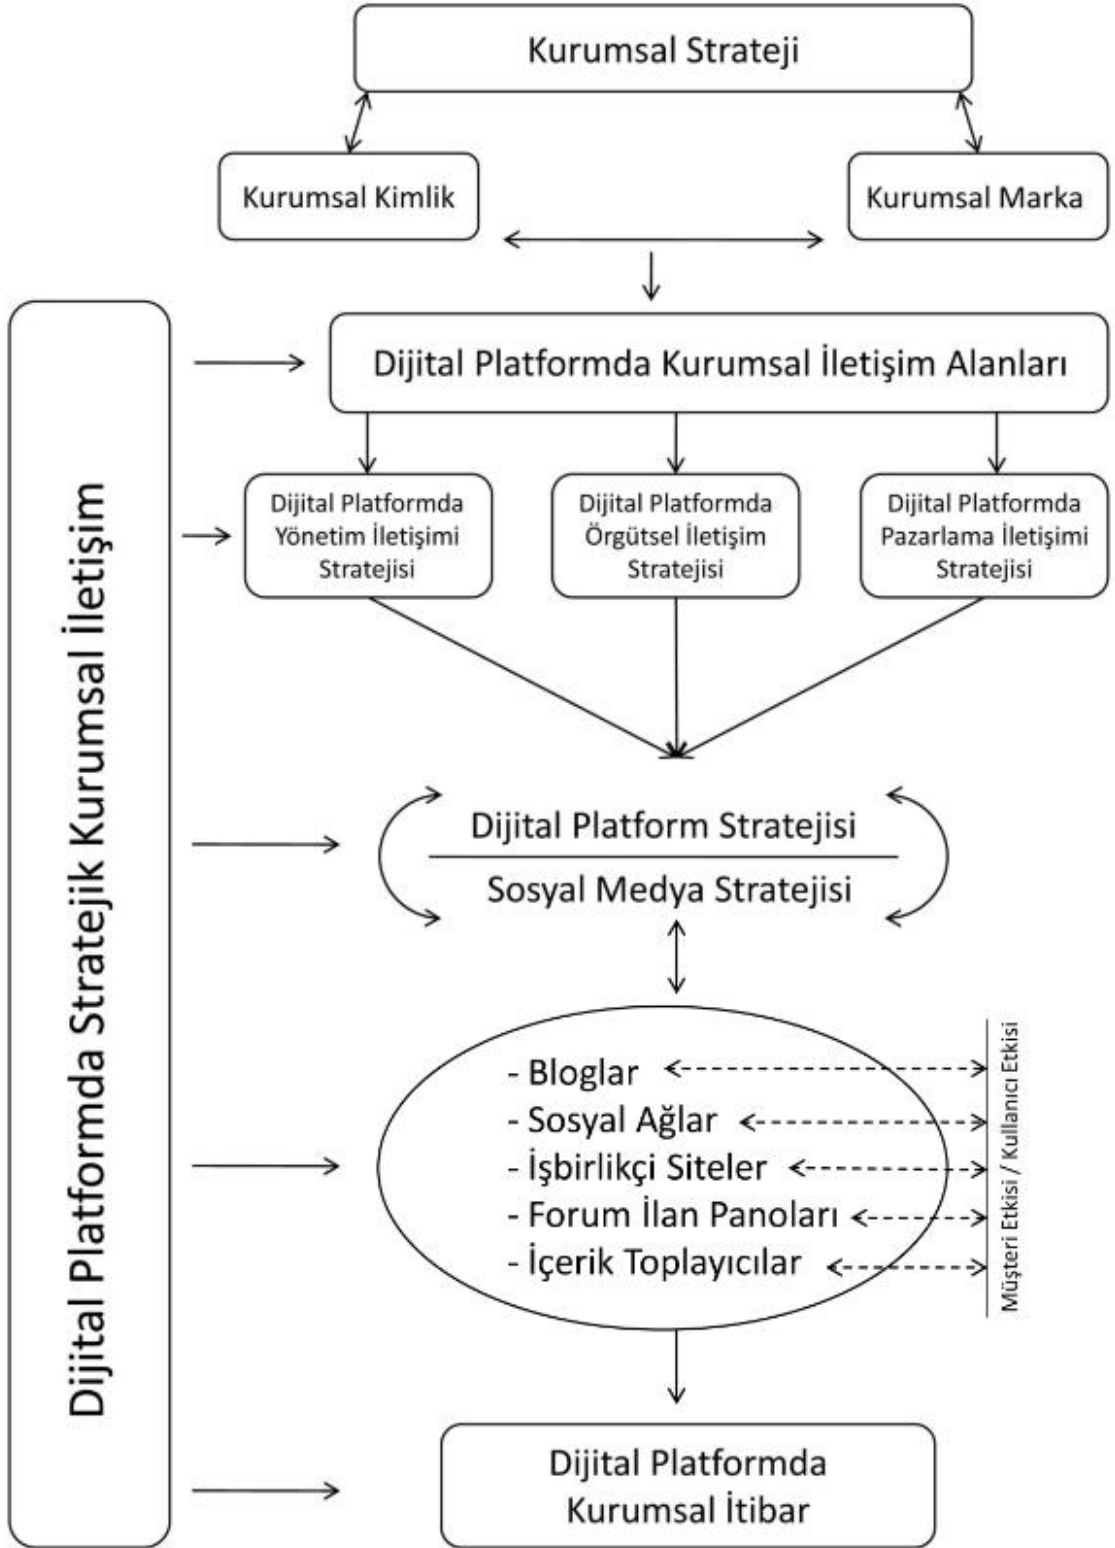 Kurumsal Strateji
Kurumsal Kimlik
Kurumsal Marka
Dijital Platformda Stratejik Kurumsal İletişim
Dijital Platformda Kurumsal İletişim Alanları
Dijital Platformda
Yönetim İletişimi
Stratejisi
Dijital Platformda
Örgütsel İletişim
Stratejisi
Dijital Platformda
Pazarlama İletişimi
Stratejisi
Dijital Platform Stratejisi
Sosyal Medya Stratejisi
- Bloglar
- Sosyal Ağlar
- İşbirlikçi Siteler
- Forum İlan Panoları
- İçerik Toplayıcılar
Müşteri Etkisi / Kullanıcı Etkisi
Dijital Platformda
Kurumsal İtibar